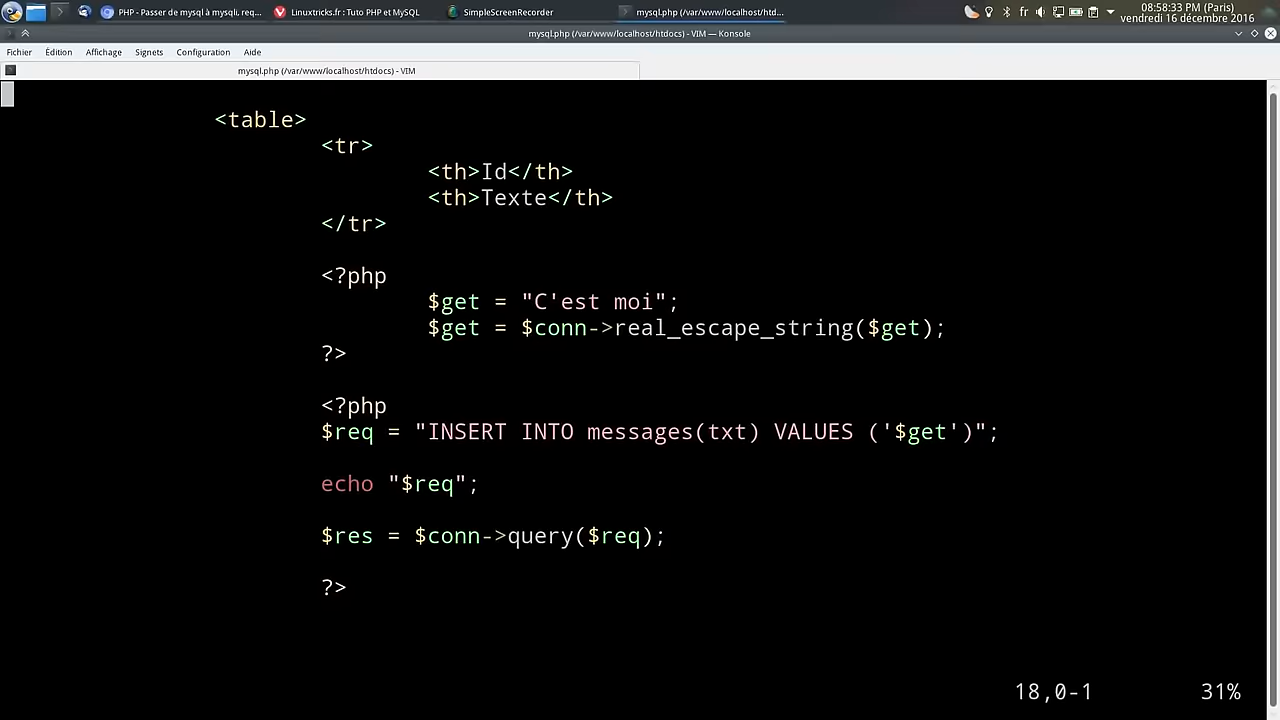 PHP - Passer de mysql à mysqli, req...
Linuxtricks.fr : Tuto PHP et MySQL
SimpleScreenRecorder
mysql.php (/var/www/localhost/htd...
fr
08:58:33 PM (Paris)
vendredi 16 décembre 2016
mysql.php (/var/www/localhost/htdocs) - VIM — Konsole
Fichier Édition Affichage Signets Configuration Aide
mysql.php (/var/www/localhost/htdocs) - VIM
<table>
<tr>
<th>Id</th>
<th>Texte</th>
</tr>
<?php
$get = "C'est moi";
$get = $conn->real_escape_string($get);
?>
<?php
$req = "INSERT INTO messages(txt) VALUES ('$get')";
echo "$req";
$res = $conn->query($req);
?>
18,0-1 31%